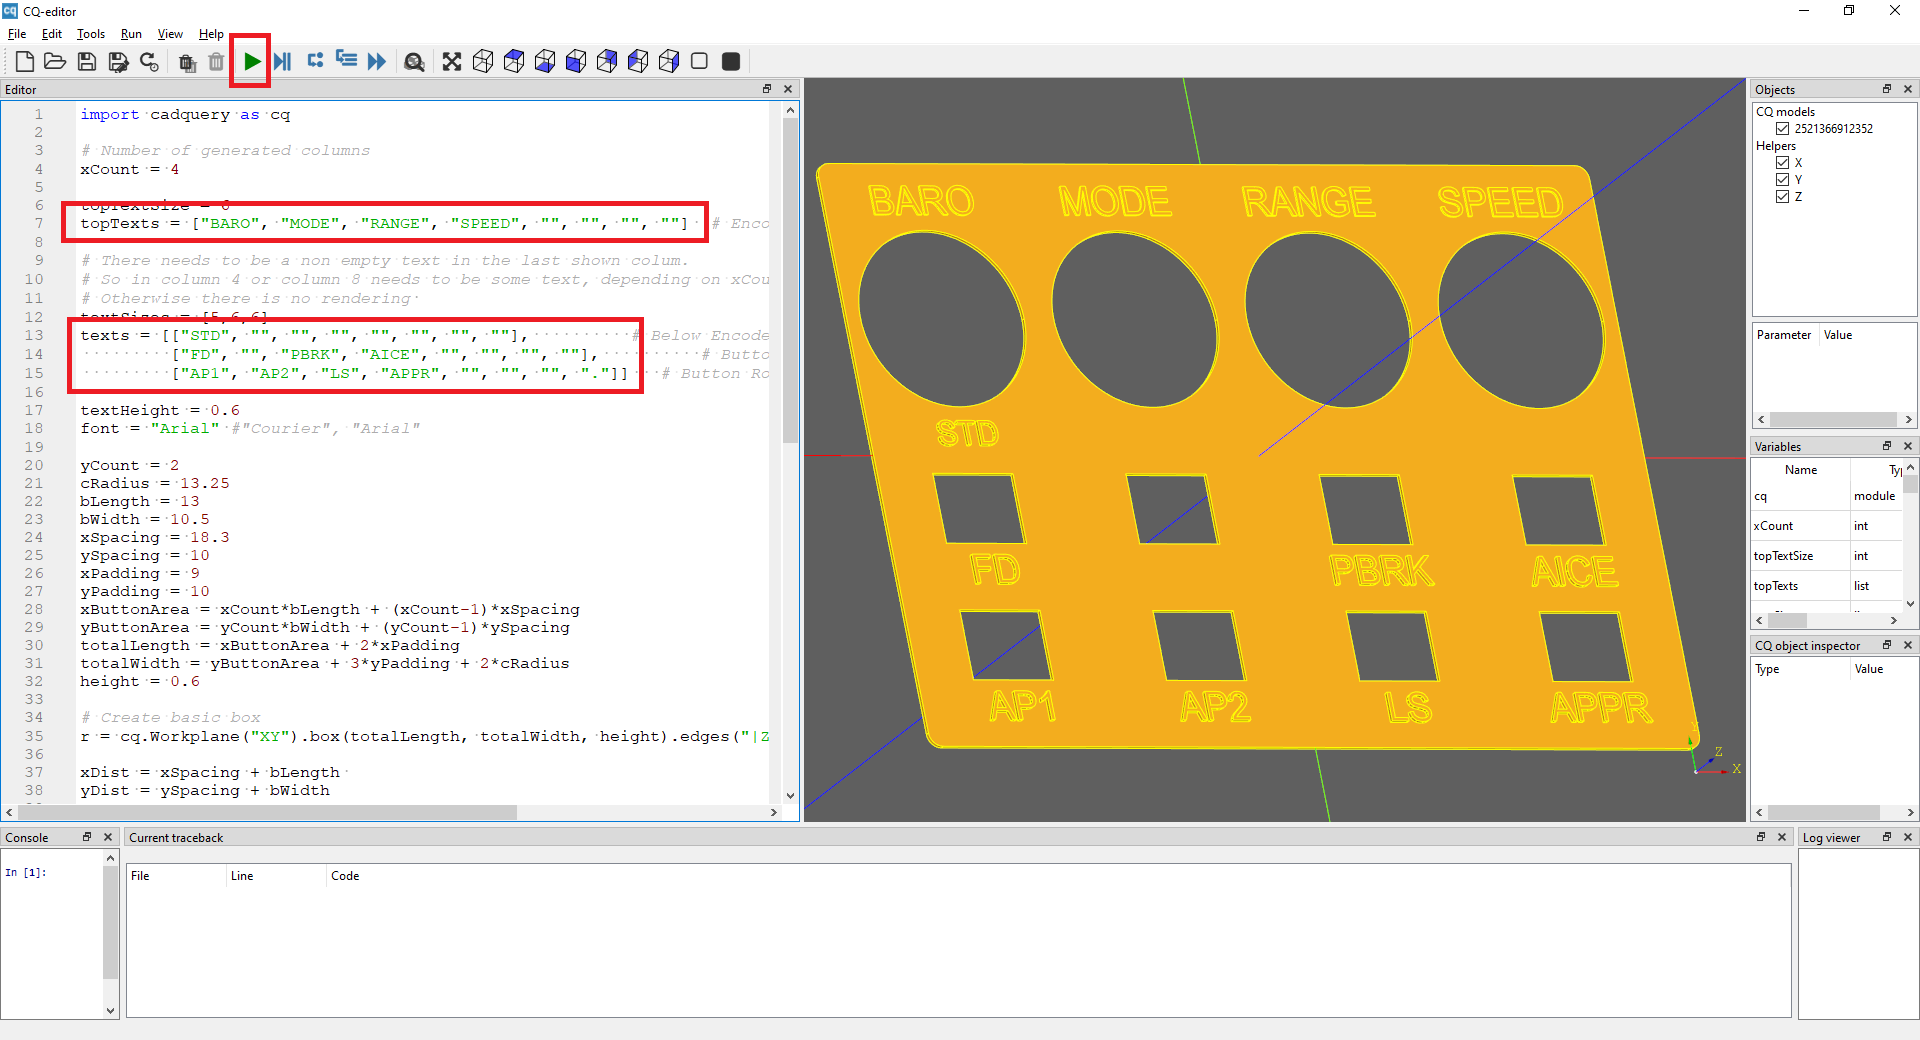 CQ-editor
File Edit Tools Run View Help
Editor
1 import cadquery as cq
2
3 # Number of generated columns
4 xCount = 4
5
6 topTextSize = 6
7 topTexts = ["BARO", "MODE", "RANGE", "SPEED", "", "", "", ""] # Enco
8
9 # There needs to be a non empty text in the last shown colum.
10 # So in column 4 or column 8 needs to be some text, depending on xCou
11 # Otherwise there is no rendering
12 textSizes = [5,6,6]
13 texts = [["STD", "", "", "", "", "", "", ""], # Below Encode
14 ["FD", "", "PBRK", "AICE", "", "", "", ""], # Butto
15 ["AP1", "AP2", "LS", "APPR", "", "", "", "."]] # Button Ro
16
17 textHeight = 0.6
18 font = "Arial" #"Courier", "Arial"
19
20 yCount = 2
21 cRadius = 13.25
22 bLength = 13
23 bWidth = 10.5
24 xSpacing = 18.3
25 ySpacing = 10
26 xPadding = 9
27 yPadding = 10
28 xButtonArea = xCount*bLength + (xCount-1)*xSpacing
29 yButtonArea = yCount*bWidth + (yCount-1)*ySpacing
30 totalLength = xButtonArea + 2*xPadding
31 totalWidth = yButtonArea + 3*yPadding + 2*cRadius
32 height = 0.6
33
34 # Create basic box
35 r = cq.Workplane("XY").box(totalLength, totalWidth, height).edges("|Z
36
37 xDist = xSpacing + bLength
38 yDist = ySpacing + bWidth
BARO MODE RANGE SPEED
STD
FD PBRK AICE
AP1 AP2 LS APPR
Z
X
Objects
CQ models
2521366912352
Helpers
X
Y
Z
Parameter Value
Variables
Name Typ
cq module
xCount int
topTextSize int
topTexts list
CQ object inspector
Type Value
Console
In [1]:
Current traceback
File Line Code
Log viewer